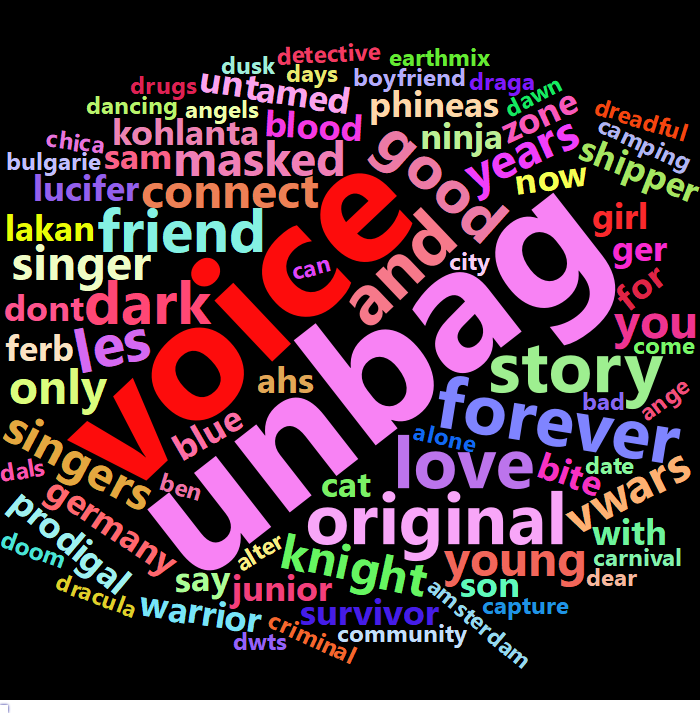 dusk
detective
earthmix
drugs
untamed
days
boyfriend
draga
dancing
angels
phineas
dawn
dreadful
chica
kohlanta
blood
good
ninja
zone
camping
bulgarie
sam
masked
years
shipper
lucifer
connect
voice
now
lakan
friend
and
girl
singer
can
city
unbag
ger
dont
dark
for
you
ferb
les
story
come
only
ahs
forever
bad
ange
singers
blue
alone
love
bite
date
dals
ben
cat
vwars
prodigal
germany
original
with
doom
alter
knight
young
carnival
dracula
say
junior
son
dear
warrior
survivor
amsterdam
capture
dwts
criminal
community